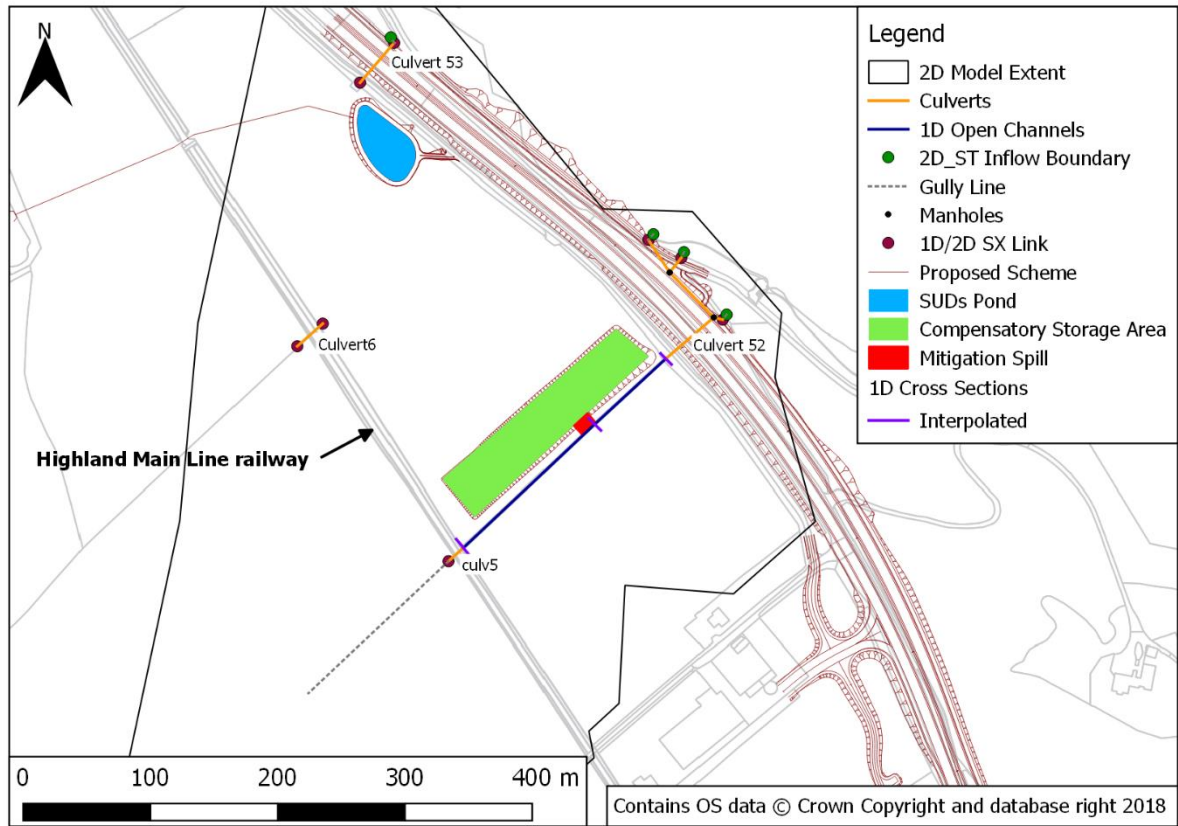 N
Culvert 53
Culvert6
Culvert 52
Highland Main Line railway
culv5
Legend
2D Model Extent
Culverts
1D Open Channels
2D_ST Inflow Boundary
Gully Line
Manholes
1D/2D SX Link
Proposed Scheme
SUDs Pond
Compensatory Storage Area
Mitigation Spill
1D Cross Sections
Interpolated
0 100 200 300 400 m
Contains OS data © Crown Copyright and database right 2018